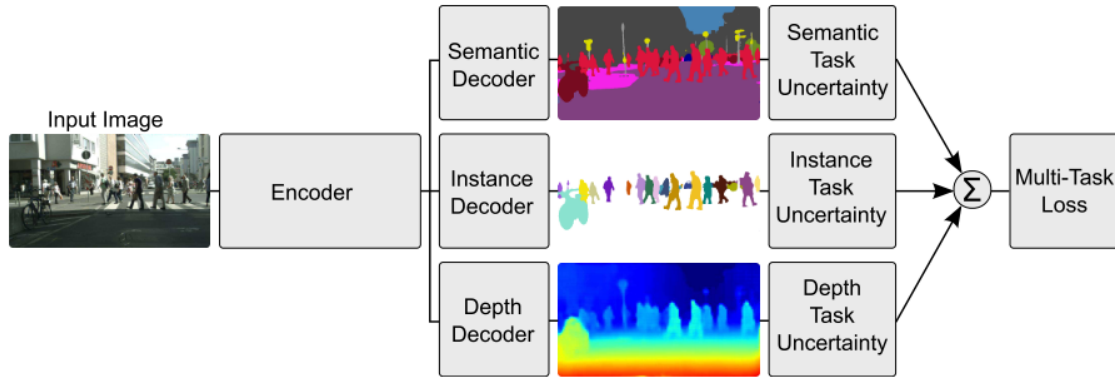 Input Image
Encoder
Semantic
Decoder
Instance
Decoder
Depth
Decoder
Semantic
Task
Uncertainty
Instance
Task
Uncertainty
Depth
Task
Uncertainty
Σ
Multi-Task
Loss